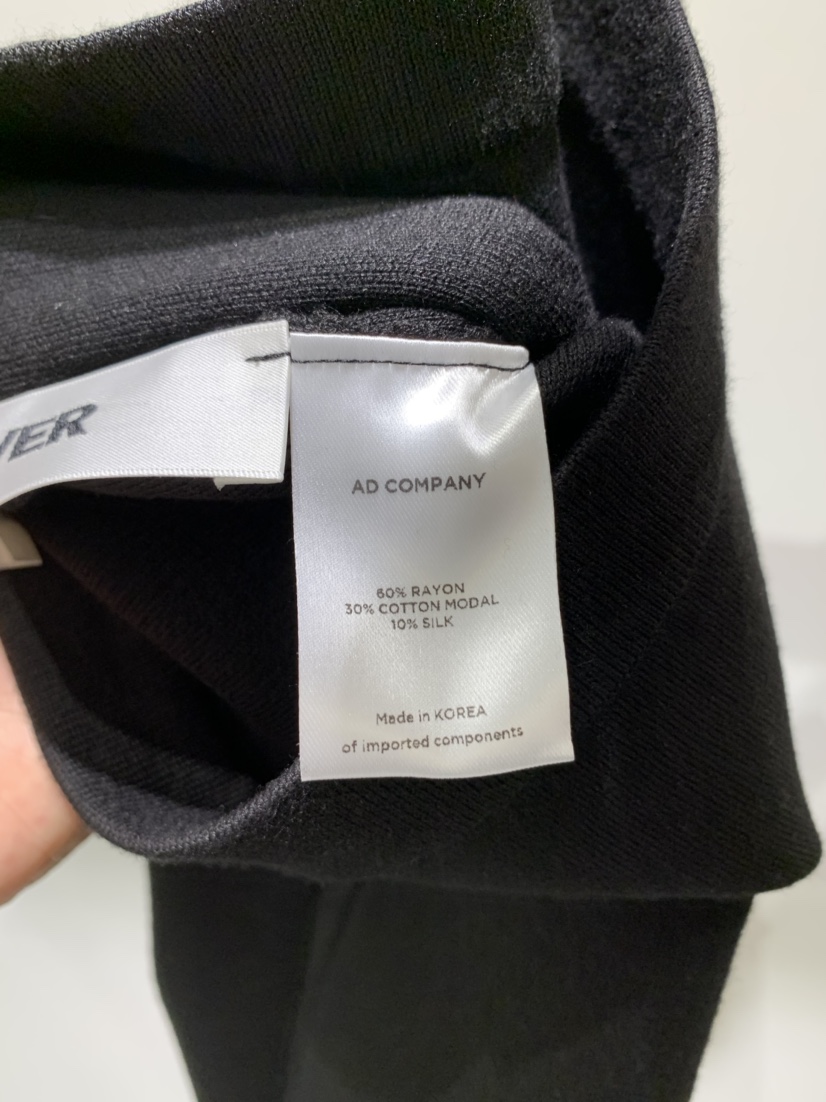 VER
AD COMPANY
60% RAYON
30% COTTON MODAL
10% SILK
Made in KOREA
of imported components